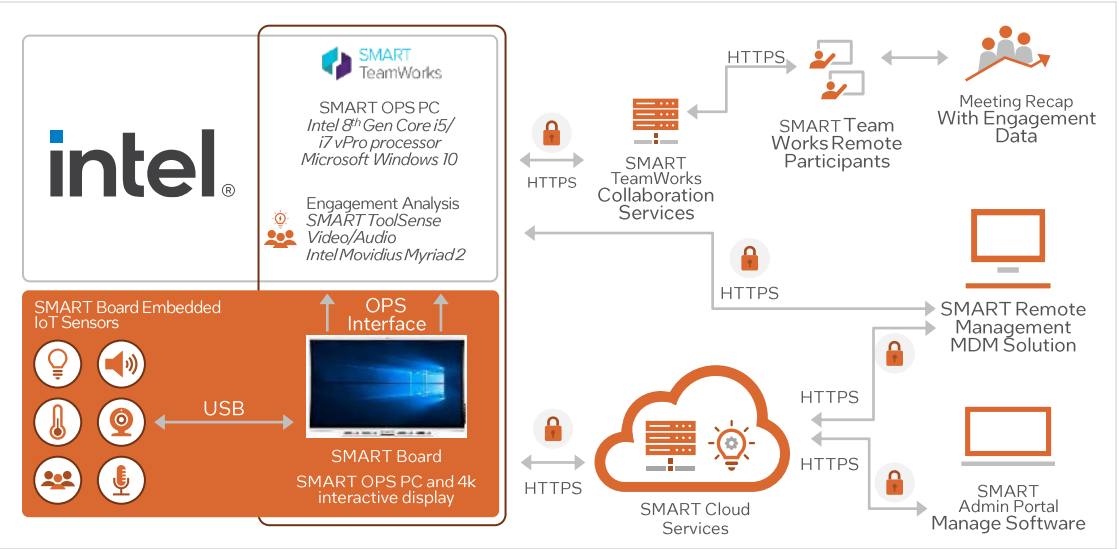 intel®
SMART
TeamWorks
SMART OPS PC
Intel 8th Gen Core i5/
i7 vPro processor
Microsoft Windows 10
Engagement Analysis
SMART ToolSense
Video/Audio
Intel Movidius Myriad 2
SMART Board Embedded
IoT Sensors
OPS
Interface
USB
SMART Board
SMART OPS PC and 4k
interactive display
HTTPS
SMART
TeamWorks
Collaboration
Services
HTTPS
SMART Team
Works Remote
Participants
Meeting Recap
With Engagement
Data
HTTPS
SMART Remote
Management
MDM Solution
HTTPS
SMART Cloud
Services
HTTPS
HTTPS
SMART
Admin Portal
Manage Software